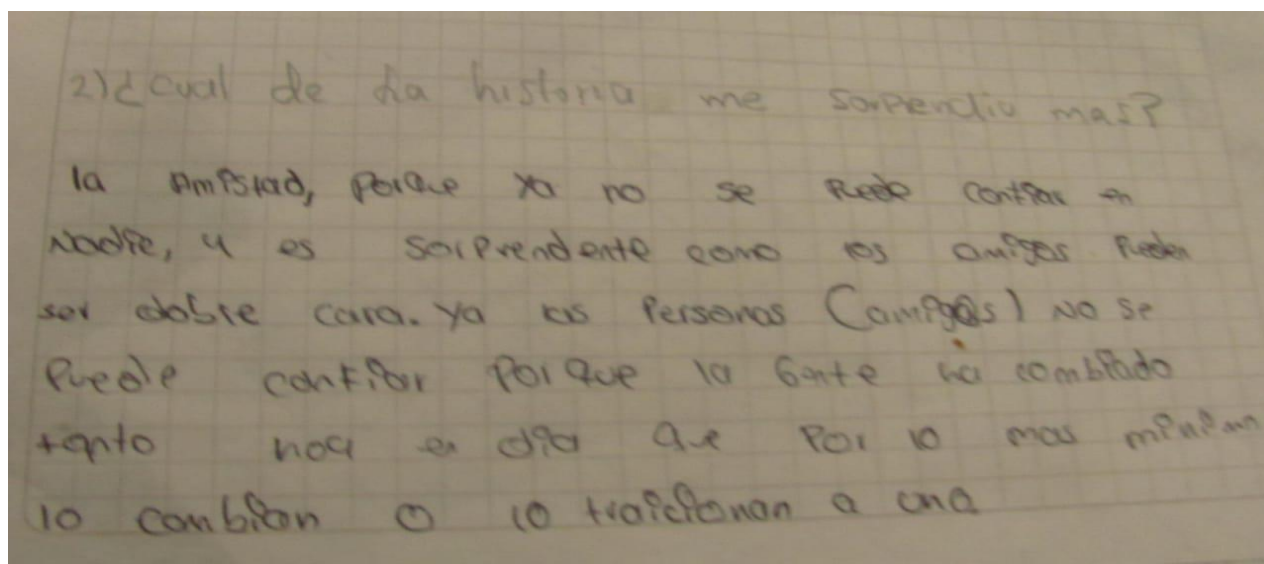 2) ¿Cual de la historia me sorpendio mas?
la Amistad, Porque ya no se Puede confiar en
Nadie, y es sorprendente como los amigos Pueden
ser doble cara. Ya las Personas (amigos) No se
Puede confiar Porque la Gente ha cambiado
tanto hoy en dia que Por lo mas minimo
lo cambian o lo traicionan a una